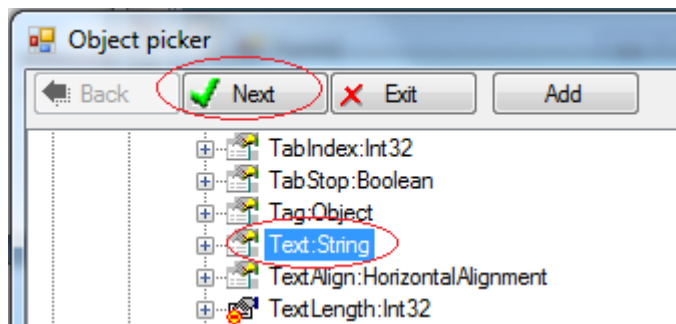 Object picker
Back Next Exit Add
TabIndex:Int32
TabStop:Boolean
Tag:Object
Text:String
TextAlign:HorizontalAlignment
TextLength:Int32